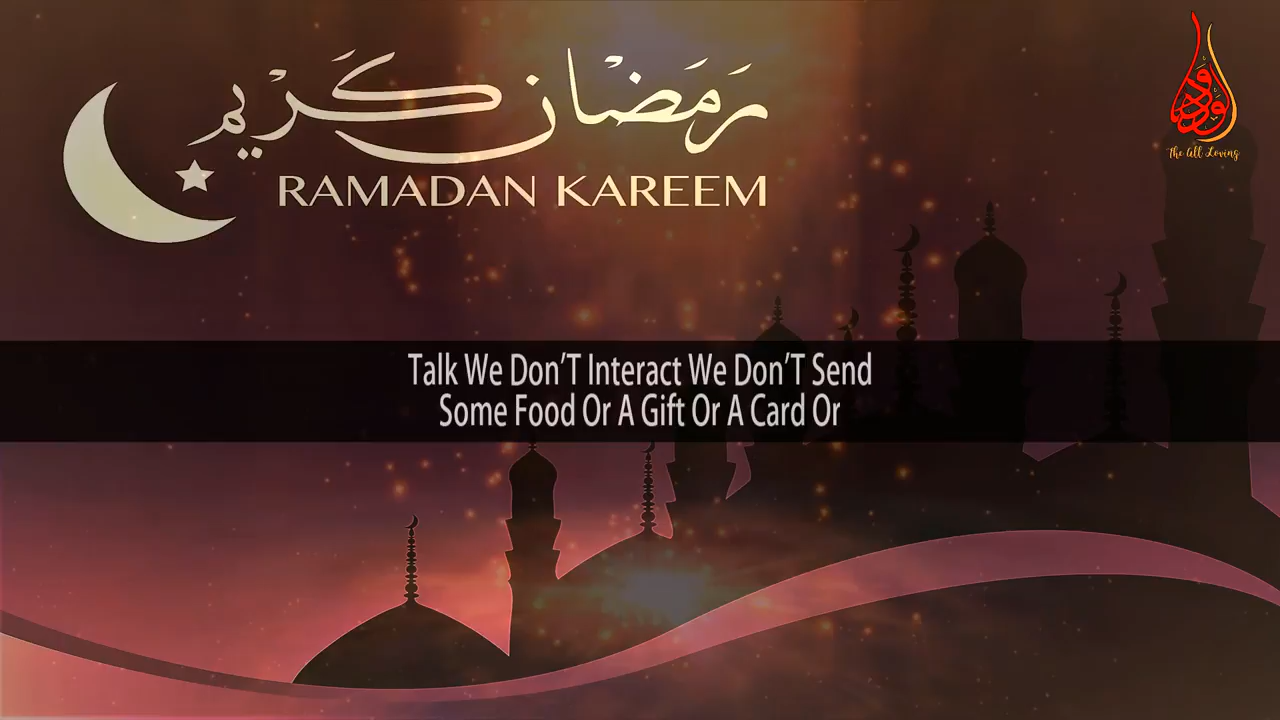 رَمَضَان كَرِيم
RAMADAN KAREEM
الودود
The All Loving
Talk We Don’T Interact We Don’T Send
Some Food Or A Gift Or A Card Or